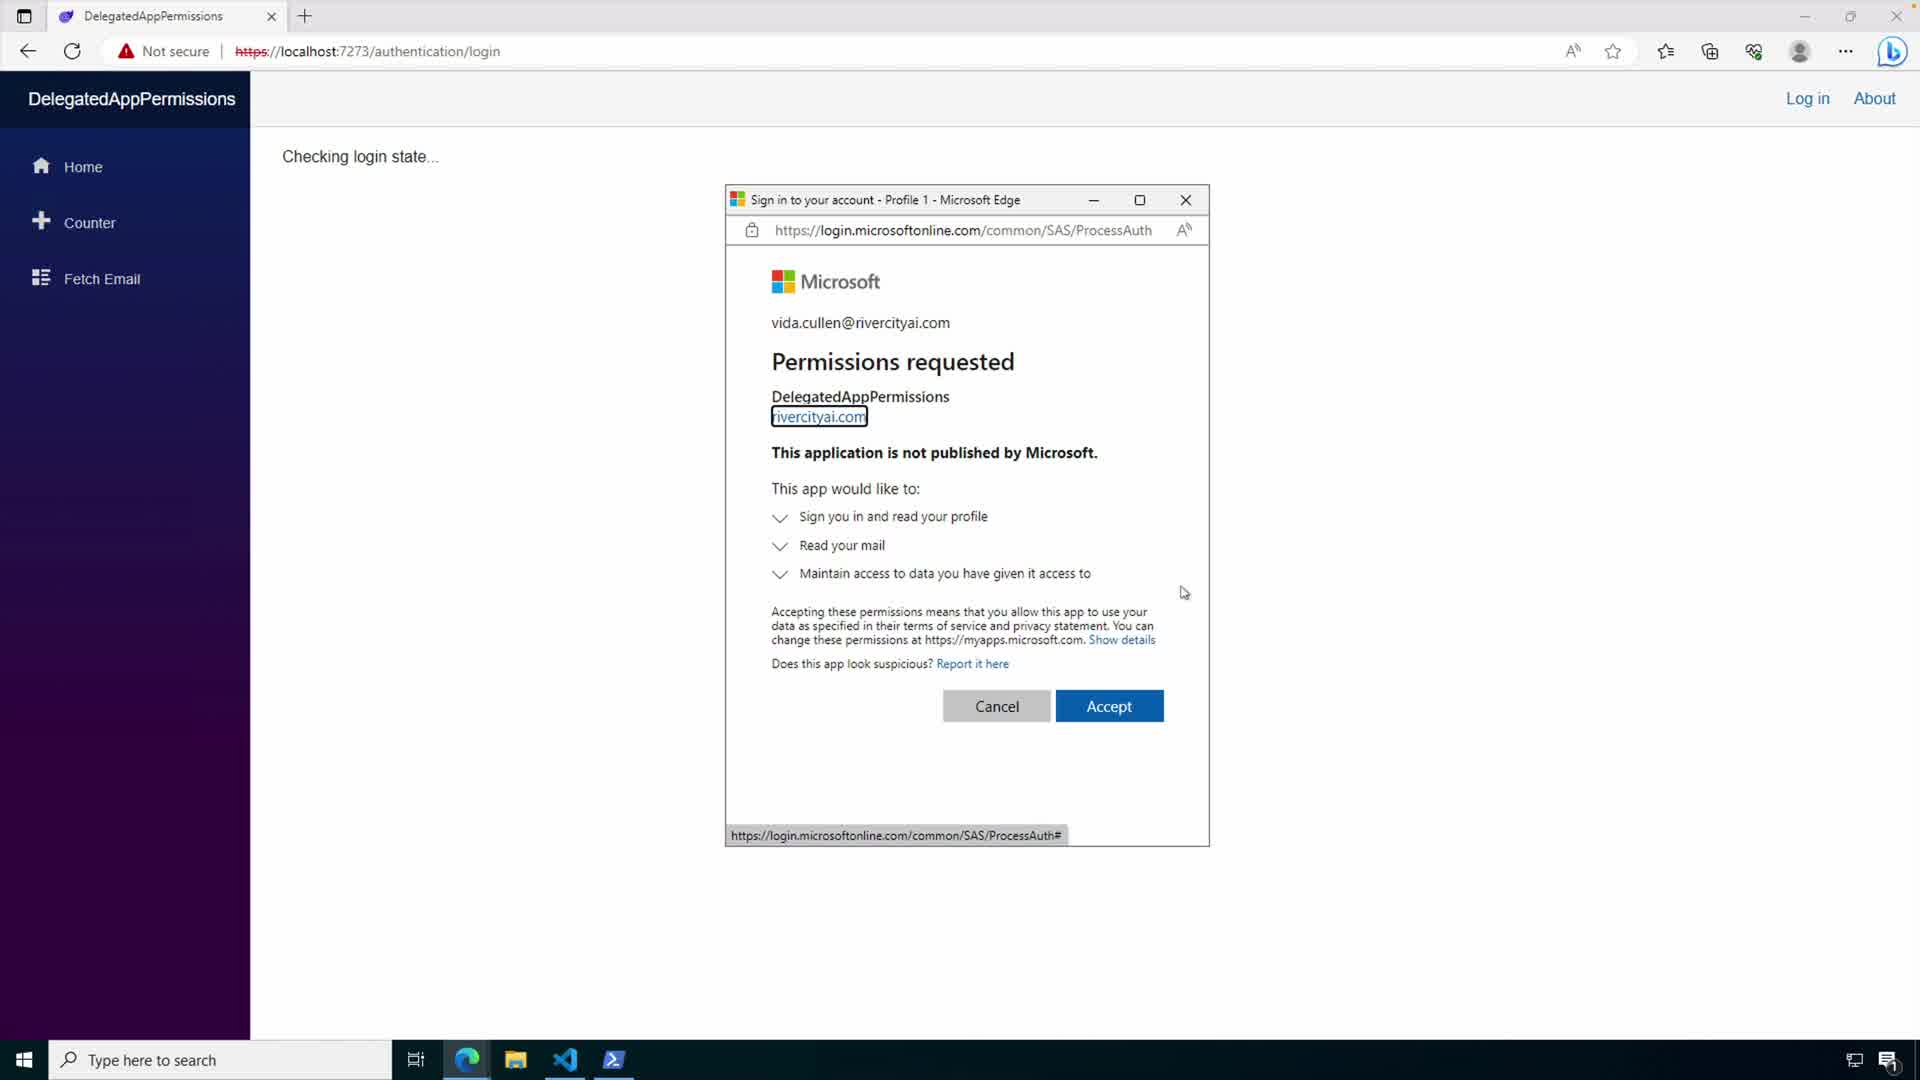 DelegatedAppPermissions
Not secure
https://localhost:7273/authentication/login
DelegatedAppPermissions
Log in
About
Home
Counter
Fetch Email
Checking login state...
Sign in to your account - Profile 1 - Microsoft Edge
https://login.microsoftonline.com/common/SAS/ProcessAuth
Microsoft
vida.cullen@rivercityai.com
Permissions requested
DelegatedAppPermissions
rivercityai.com
This application is not published by Microsoft.
This app would like to:
Sign you in and read your profile
Read your mail
Maintain access to data you have given it access to
Accepting these permissions means that you allow this app to use your
data as specified in their terms of service and privacy statement. You can
change these permissions at https://myapps.microsoft.com. Show details
Does this app look suspicious? Report it here
Cancel
Accept
https://login.microsoftonline.com/common/SAS/ProcessAuth#
Type here to search
1